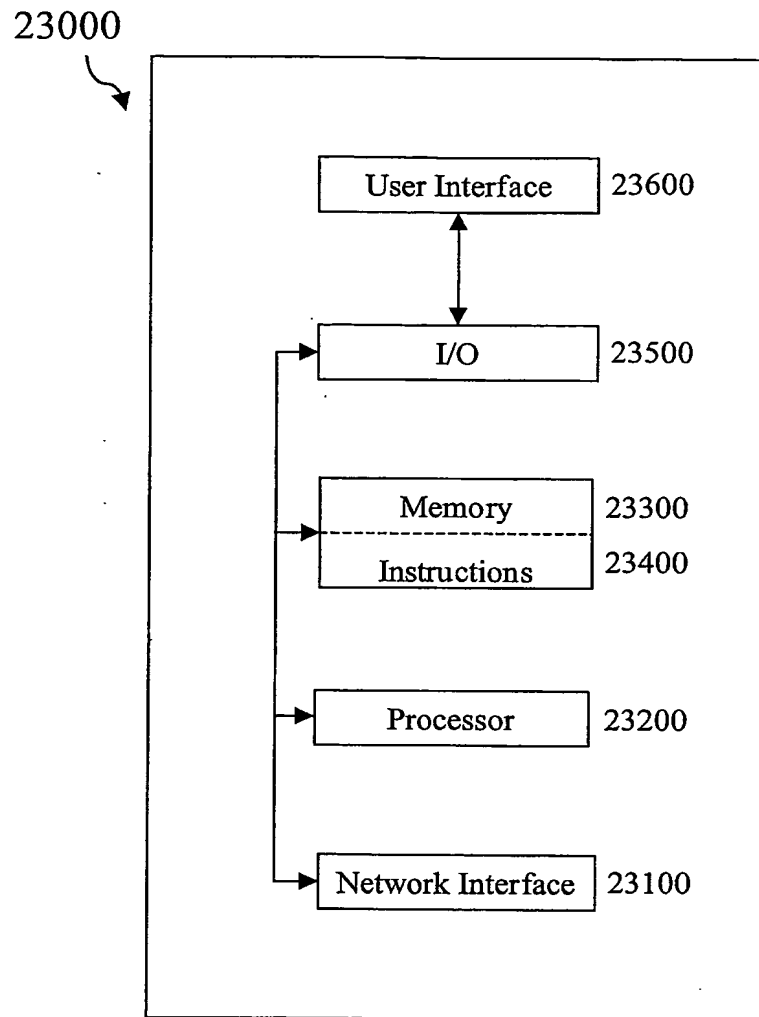 23000
User Interface 23600
I/O 23500
Memory 23300
Instructions 23400
Processor 23200
Network Interface 23100